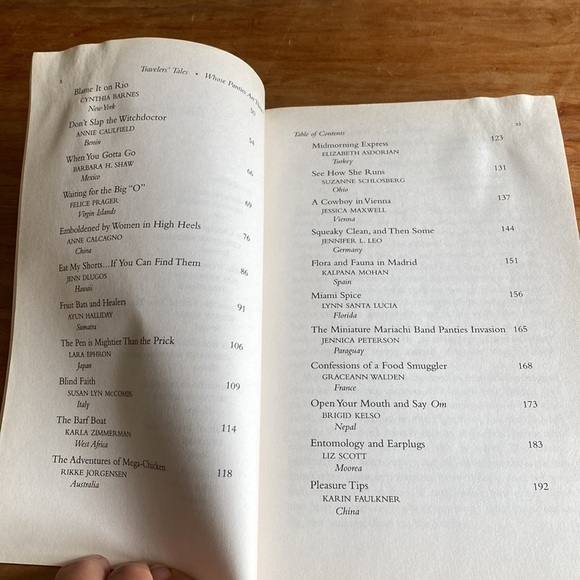 x
Travelers' Tales • Whose Panties Are
Blame It on Rio
50
CYNTHIA BARNES
New York
Don't Slap the Witchdoctor
54
ANNIE CAULFIELD
Benin
When You Gotta Go
66
BARBARA H. SHAW
Mexico
Waiting for the Big "O"
69
FELICE PRAGER
Virgin Islands
Emboldened by Women in High Heels
76
ANNE CALCAGNO
China
Eat My Shorts...If You Can Find Them
86
JENN DLUGOS
Hawaii
Fruit Bats and Healers
91
AYUN HALLIDAY
Sumatra
The Pen is Mightier Than the Prick
106
LARA EPHRON
Japan
Blind Faith
109
SUSAN LYN McCOMBS
Italy
The Barf Boat
114
KARLA ZIMMERMAN
West Africa
The Adventures of Mega-Chicken
118
RIKKE JORGENSEN
Australia
Table of Contents
xi
Midmorning Express 123
ELIZABETH ASDORIAN
Turkey
See How She Runs 131
SUZANNE SCHLOSBERG
Ohio
A Cowboy in Vienna 137
JESSICA MAXWELL
Vienna
Squeaky Clean, and Then Some 144
JENNIFER L. LEO
Germany
Flora and Fauna in Madrid 151
KALPANA MOHAN
Spain
Miami Spice 156
LYNN SANTA LUCIA
Florida
The Miniature Mariachi Band Panties Invasion 165
JENNICA PETERSON
Paraguay
Confessions of a Food Smuggler 168
GRACEANN WALDEN
France
Open Your Mouth and Say Om 173
BRIGID KELSO
Nepal
Entomology and Earplugs 183
LIZ SCOTT
Moorea
Pleasure Tips 192
KARIN FAULKNER
China